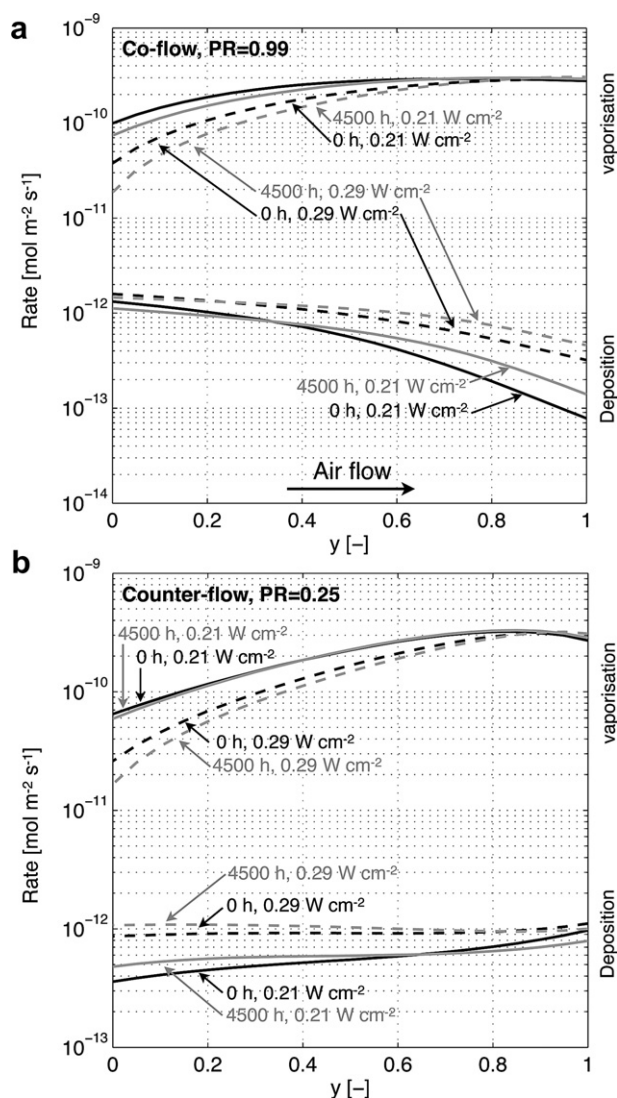 a
Co-flow, PR=0.99
10⁻⁹
10⁻¹⁰
10⁻¹¹
10⁻¹²
10⁻¹³
10⁻¹⁴
Rate [mol m⁻² s⁻¹]
4500 h, 0.21 W cm⁻²
0 h, 0.21 W cm⁻²
4500 h, 0.29 W cm⁻²
0 h, 0.29 W cm⁻²
4500 h, 0.21 W cm⁻²
0 h, 0.21 W cm⁻²
Air flow
vaporisation
Deposition
0 0.2 0.4 0.6 0.8 1
y [–]
b
Counter-flow, PR=0.25
10⁻⁹
10⁻¹⁰
10⁻¹¹
10⁻¹²
10⁻¹³
Rate [mol m⁻² s⁻¹]
4500 h, 0.21 W cm⁻²
0 h, 0.21 W cm⁻²
0 h, 0.29 W cm⁻²
4500 h, 0.29 W cm⁻²
4500 h, 0.29 W cm⁻²
0 h, 0.29 W cm⁻²
0 h, 0.21 W cm⁻²
4500 h, 0.21 W cm⁻²
vaporisation
Deposition
0 0.2 0.4 0.6 0.8 1
y [–]